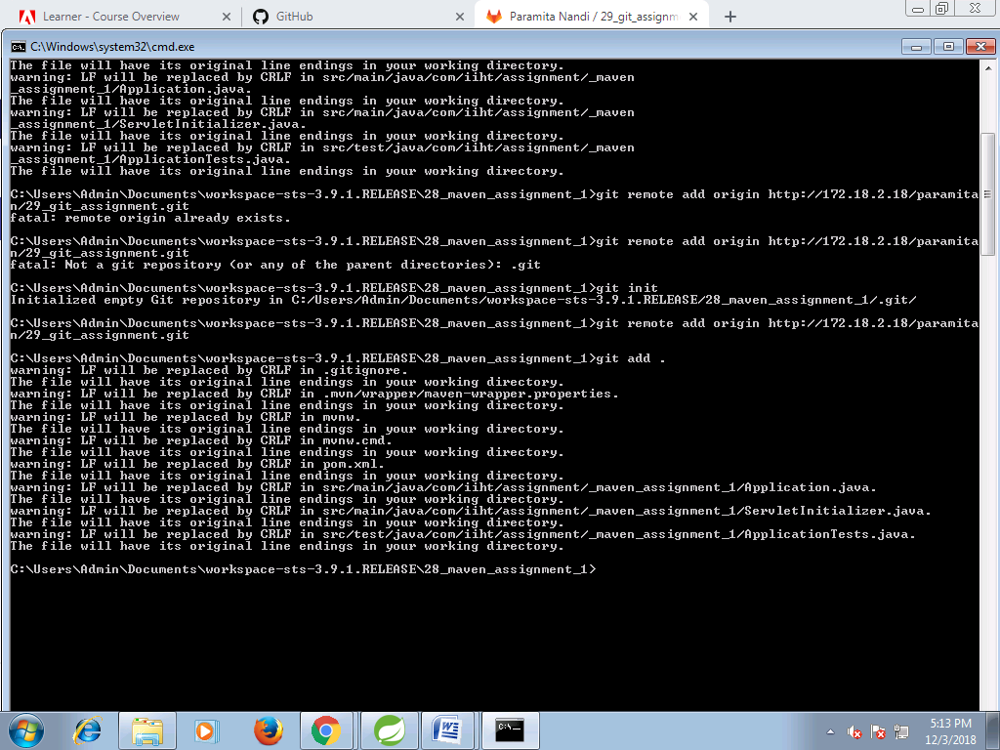 Learner - Course Overview
GitHub
Paramita Nandi / 29_git_assignm
C:\Windows\system32\cmd.exe
The file will have its original line endings in your working directory.
warning: LF will be replaced by CRLF in src/main/java/com/iiht/assignment/_maven
_assignment_1/Application.java.
The file will have its original line endings in your working directory.
warning: LF will be replaced by CRLF in src/main/java/com/iiht/assignment/_maven
_assignment_1/ServletInitializer.java.
The file will have its original line endings in your working directory.
warning: LF will be replaced by CRLF in src/test/java/com/iiht/assignment/_maven
_assignment_1/ApplicationTests.java.
The file will have its original line endings in your working directory.
C:\Users\Admin\Documents\workspace-sts-3.9.1.RELEASE\28_maven_assignment_1>git remote add origin http://172.18.2.18/paramita
n/29_git_assignment.git
fatal: remote origin already exists.
C:\Users\Admin\Documents\workspace-sts-3.9.1.RELEASE\28_maven_assignment_1>git remote add origin http://172.18.2.18/paramita
n/29_git_assignment.git
fatal: Not a git repository (or any of the parent directories): .git
C:\Users\Admin\Documents\workspace-sts-3.9.1.RELEASE\28_maven_assignment_1>git init
Initialized empty Git repository in C:/Users/Admin/Documents/workspace-sts-3.9.1.RELEASE/28_maven_assignment_1/.git/
C:\Users\Admin\Documents\workspace-sts-3.9.1.RELEASE\28_maven_assignment_1>git remote add origin http://172.18.2.18/paramita
n/29_git_assignment.git
C:\Users\Admin\Documents\workspace-sts-3.9.1.RELEASE\28_maven_assignment_1>git add .
warning: LF will be replaced by CRLF in .gitignore.
The file will have its original line endings in your working directory.
warning: LF will be replaced by CRLF in .mvn/wrapper/maven-wrapper.properties.
The file will have its original line endings in your working directory.
warning: LF will be replaced by CRLF in mvnw.
The file will have its original line endings in your working directory.
warning: LF will be replaced by CRLF in mvnw.cmd.
The file will have its original line endings in your working directory.
warning: LF will be replaced by CRLF in pom.xml.
The file will have its original line endings in your working directory.
warning: LF will be replaced by CRLF in src/main/java/com/iiht/assignment/_maven_assignment_1/Application.java.
The file will have its original line endings in your working directory.
warning: LF will be replaced by CRLF in src/main/java/com/iiht/assignment/_maven_assignment_1/ServletInitializer.java.
The file will have its original line endings in your working directory.
warning: LF will be replaced by CRLF in src/test/java/com/iiht/assignment/_maven_assignment_1/ApplicationTests.java.
The file will have its original line endings in your working directory.
C:\Users\Admin\Documents\workspace-sts-3.9.1.RELEASE\28_maven_assignment_1>
5:13 PM
12/3/2018